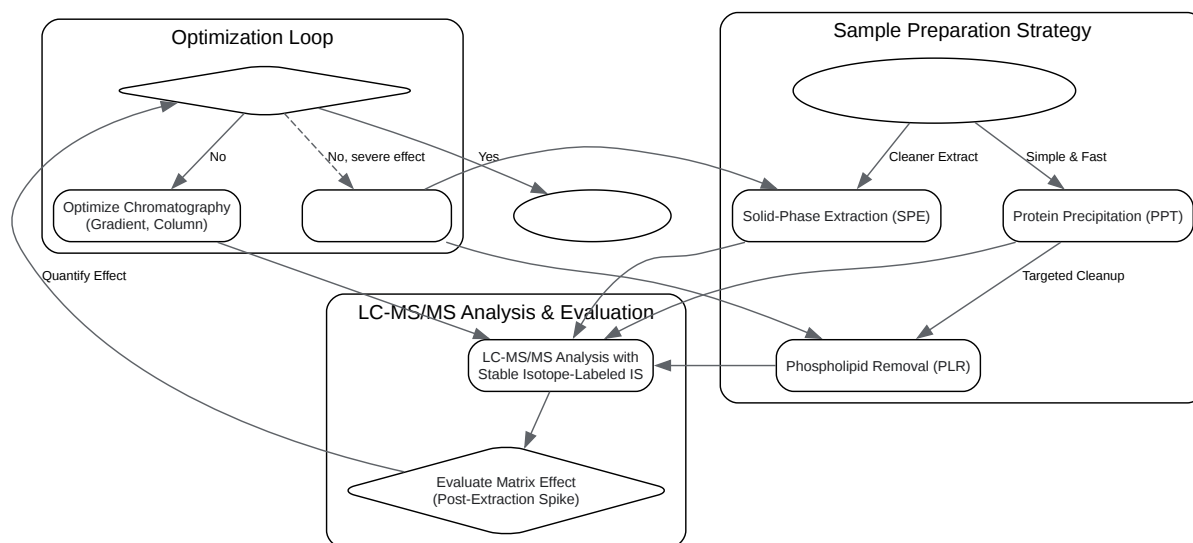 Optimization Loop
No
No, severe effect
Yes
Optimize Chromatography
(Gradient, Column)
Quantify Effect
Sample Preparation Strategy
Cleaner Extract
Simple & Fast
Solid-Phase Extraction (SPE)
Protein Precipitation (PPT)
Targeted Cleanup
Phospholipid Removal (PLR)
LC-MS/MS Analysis & Evaluation
LC-MS/MS Analysis with
Stable Isotope-Labeled IS
Evaluate Matrix Effect
(Post-Extraction Spike)